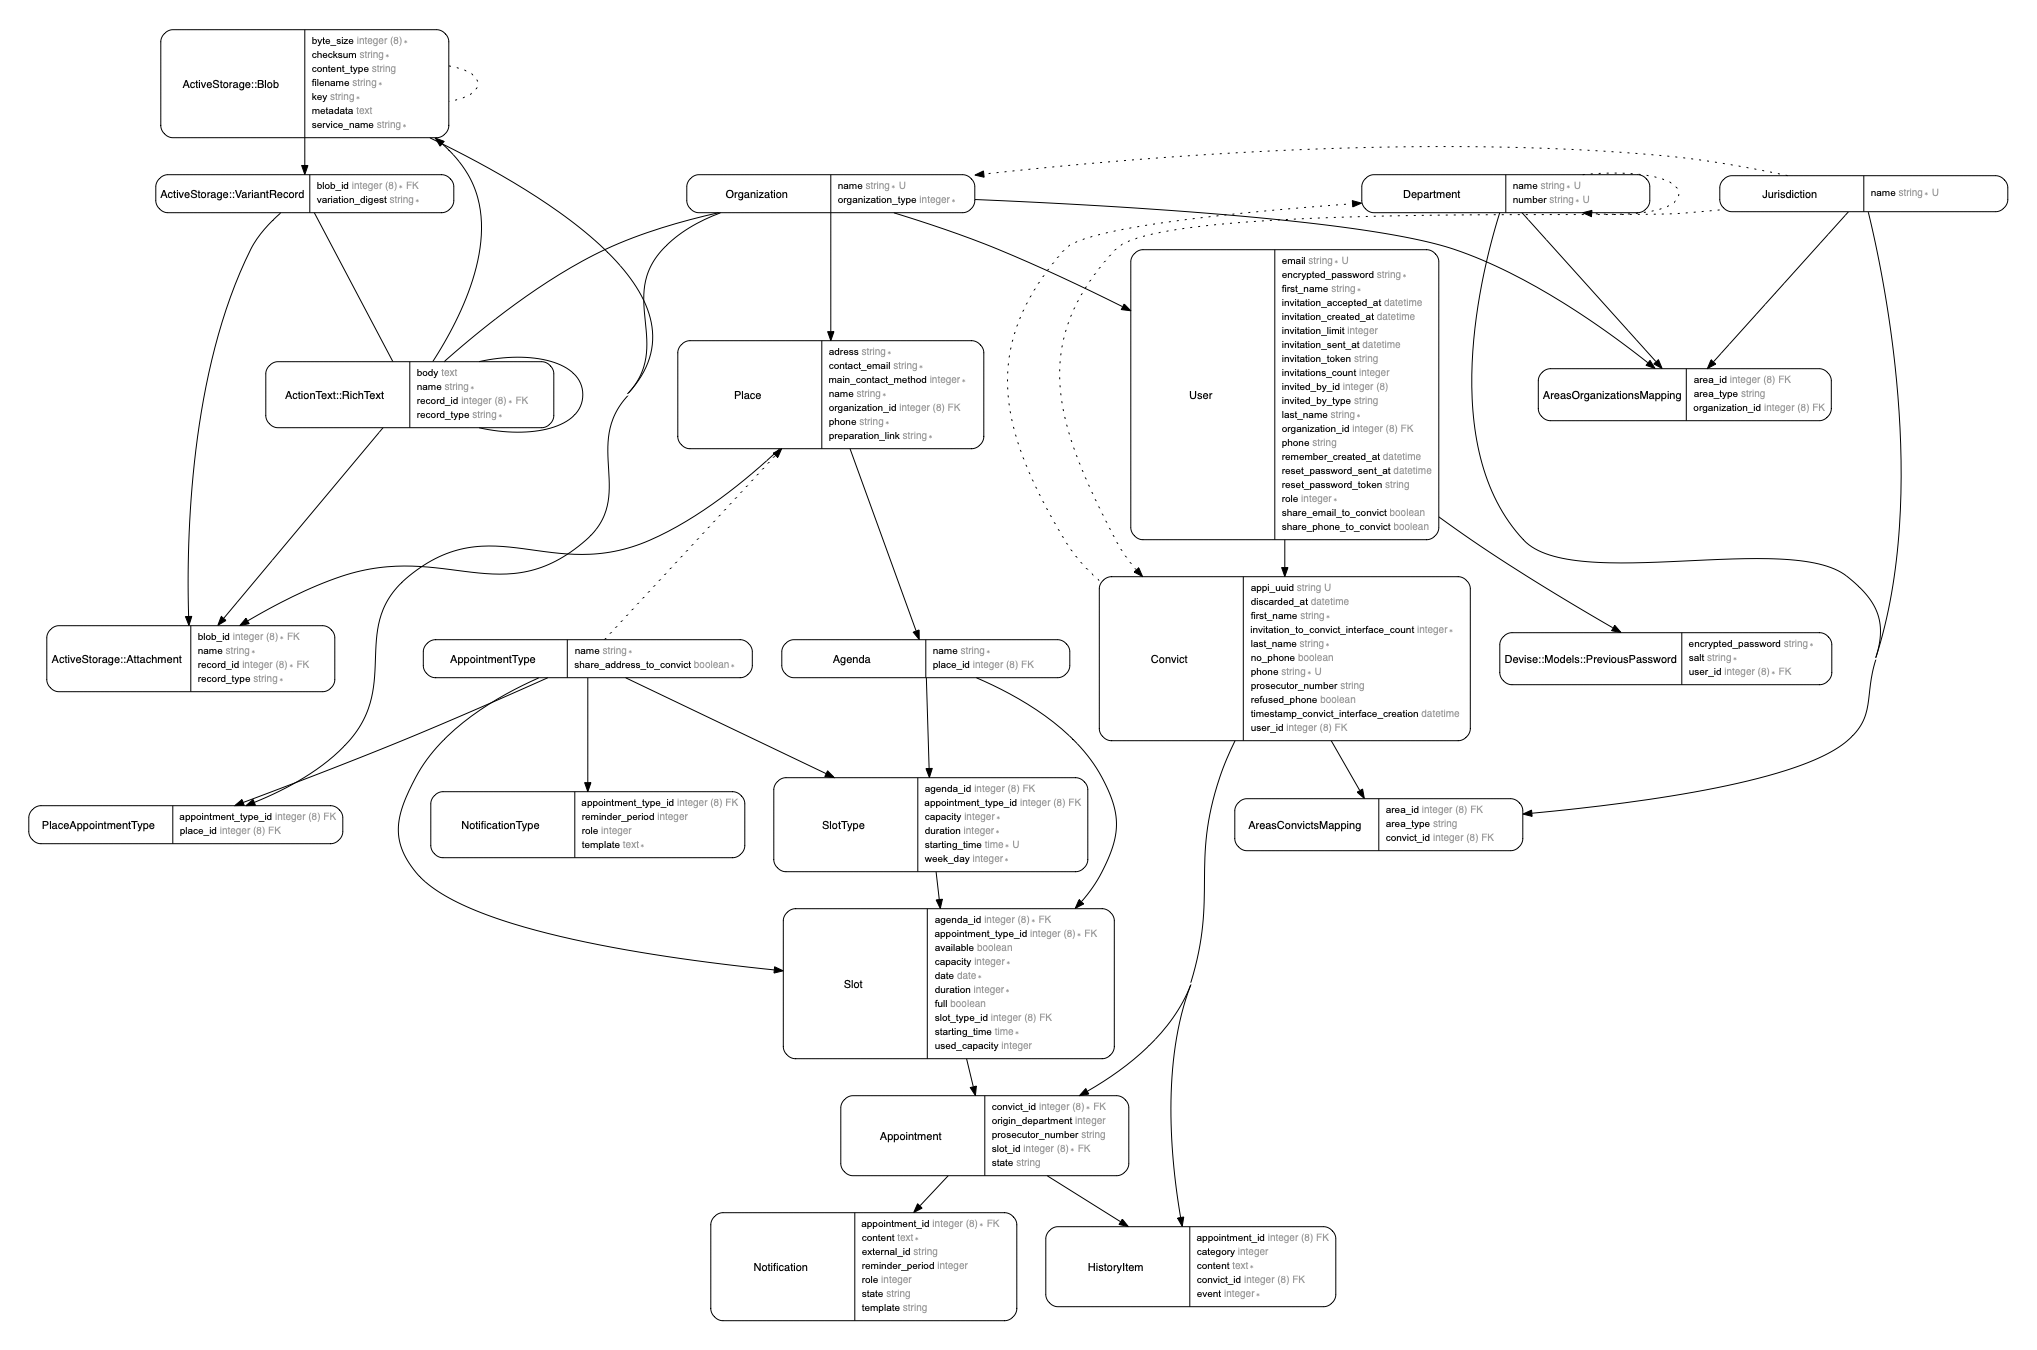 ActiveStorage::Blob
byte_size integer (8) ∗
checksum string ∗
content_type string
filename string ∗
key string ∗
metadata text
service_name string ∗
ActiveStorage::VariantRecord
blob_id integer (8) ∗ FK
variation_digest string ∗
Organization
name string ∗ U
organization_type integer ∗
Department
name string ∗ U
number string ∗ U
Jurisdiction
name string ∗ U
User
email string ∗ U
encrypted_password string ∗
first_name string ∗
invitation_accepted_at datetime
invitation_created_at datetime
invitation_limit integer
invitation_sent_at datetime
invitation_token string
invitations_count integer
invited_by_id integer (8)
invited_by_type string
last_name string ∗
organization_id integer (8) FK
phone string
remember_created_at datetime
reset_password_sent_at datetime
reset_password_token string
role integer ∗
share_email_to_convict boolean
share_phone_to_convict boolean
ActionText::RichText
body text
name string ∗
record_id integer (8) ∗ FK
record_type string ∗
Place
adress string ∗
contact_email string ∗
main_contact_method integer ∗
name string ∗
organization_id integer (8) FK
phone string ∗
preparation_link string ∗
AreasOrganizationsMapping
area_id integer (8) FK
area_type string
organization_id integer (8) FK
ActiveStorage::Attachment
blob_id integer (8) ∗ FK
name string ∗
record_id integer (8) ∗ FK
record_type string ∗
AppointmentType
name string ∗
share_address_to_convict boolean ∗
Agenda
name string ∗
place_id integer (8) FK
Convict
appi_uuid string U
discarded_at datetime
first_name string ∗
invitation_to_convict_interface_count integer ∗
last_name string ∗
no_phone boolean
phone string ∗ U
prosecutor_number string
refused_phone boolean
timestamp_convict_interface_creation datetime
user_id integer (8) FK
Devise::Models::PreviousPassword
encrypted_password string ∗
salt string ∗
user_id integer (8) ∗ FK
PlaceAppointmentType
appointment_type_id integer (8) FK
place_id integer (8) FK
NotificationType
appointment_type_id integer (8) FK
reminder_period integer
role integer
template text ∗
SlotType
agenda_id integer (8) FK
appointment_type_id integer (8) FK
capacity integer ∗
duration integer ∗
starting_time time ∗ U
week_day integer ∗
AreasConvictsMapping
area_id integer (8) FK
area_type string
convict_id integer (8) FK
Slot
agenda_id integer (8) ∗ FK
appointment_type_id integer (8) ∗ FK
available boolean
capacity integer ∗
date date ∗
duration integer ∗
full boolean
slot_type_id integer (8) FK
starting_time time ∗
used_capacity integer
Appointment
convict_id integer (8) ∗ FK
origin_department integer
prosecutor_number string
slot_id integer (8) ∗ FK
state string
Notification
appointment_id integer (8) ∗ FK
content text ∗
external_id string
reminder_period integer
role integer
state string
template string
HistoryItem
appointment_id integer (8) FK
category integer
content text ∗
convict_id integer (8) FK
event integer ∗